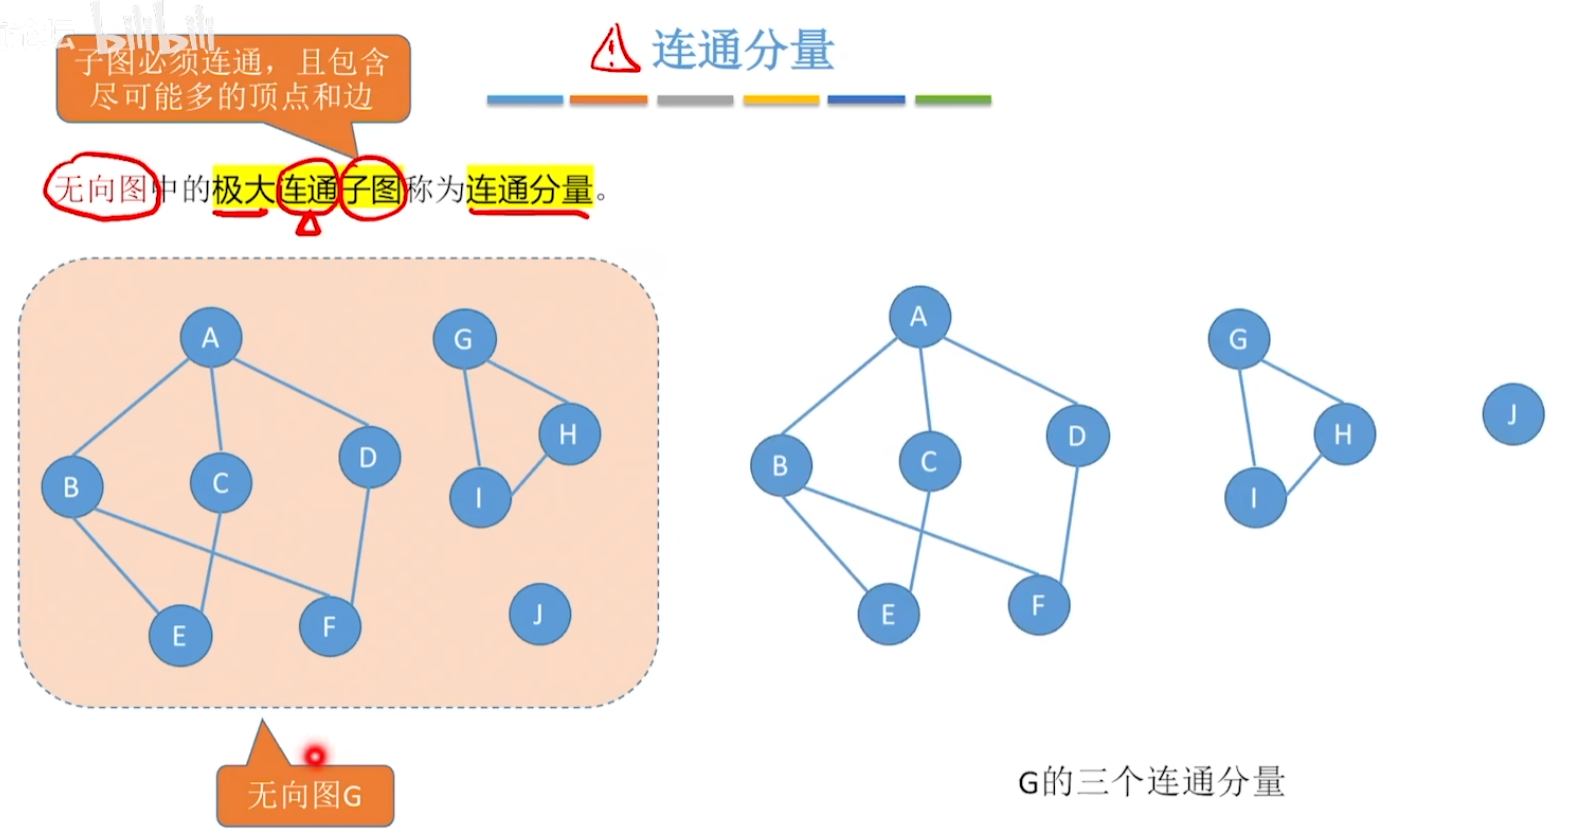 bilibili
子图必须连通，且包含
尽可能多的顶点和边
连通分量
无向图中的极大连通子图称为连通分量。
A
G
B
C
D
H
I
E
F
J
A
G
B
C
D
H
J
I
E
F
无向图G
G的三个连通分量